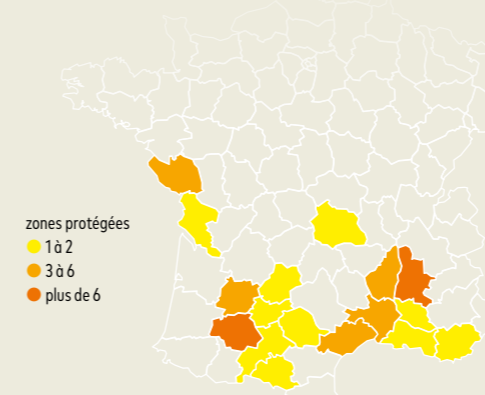 zones protégées
1 à 2
3 à 6
plus de 6